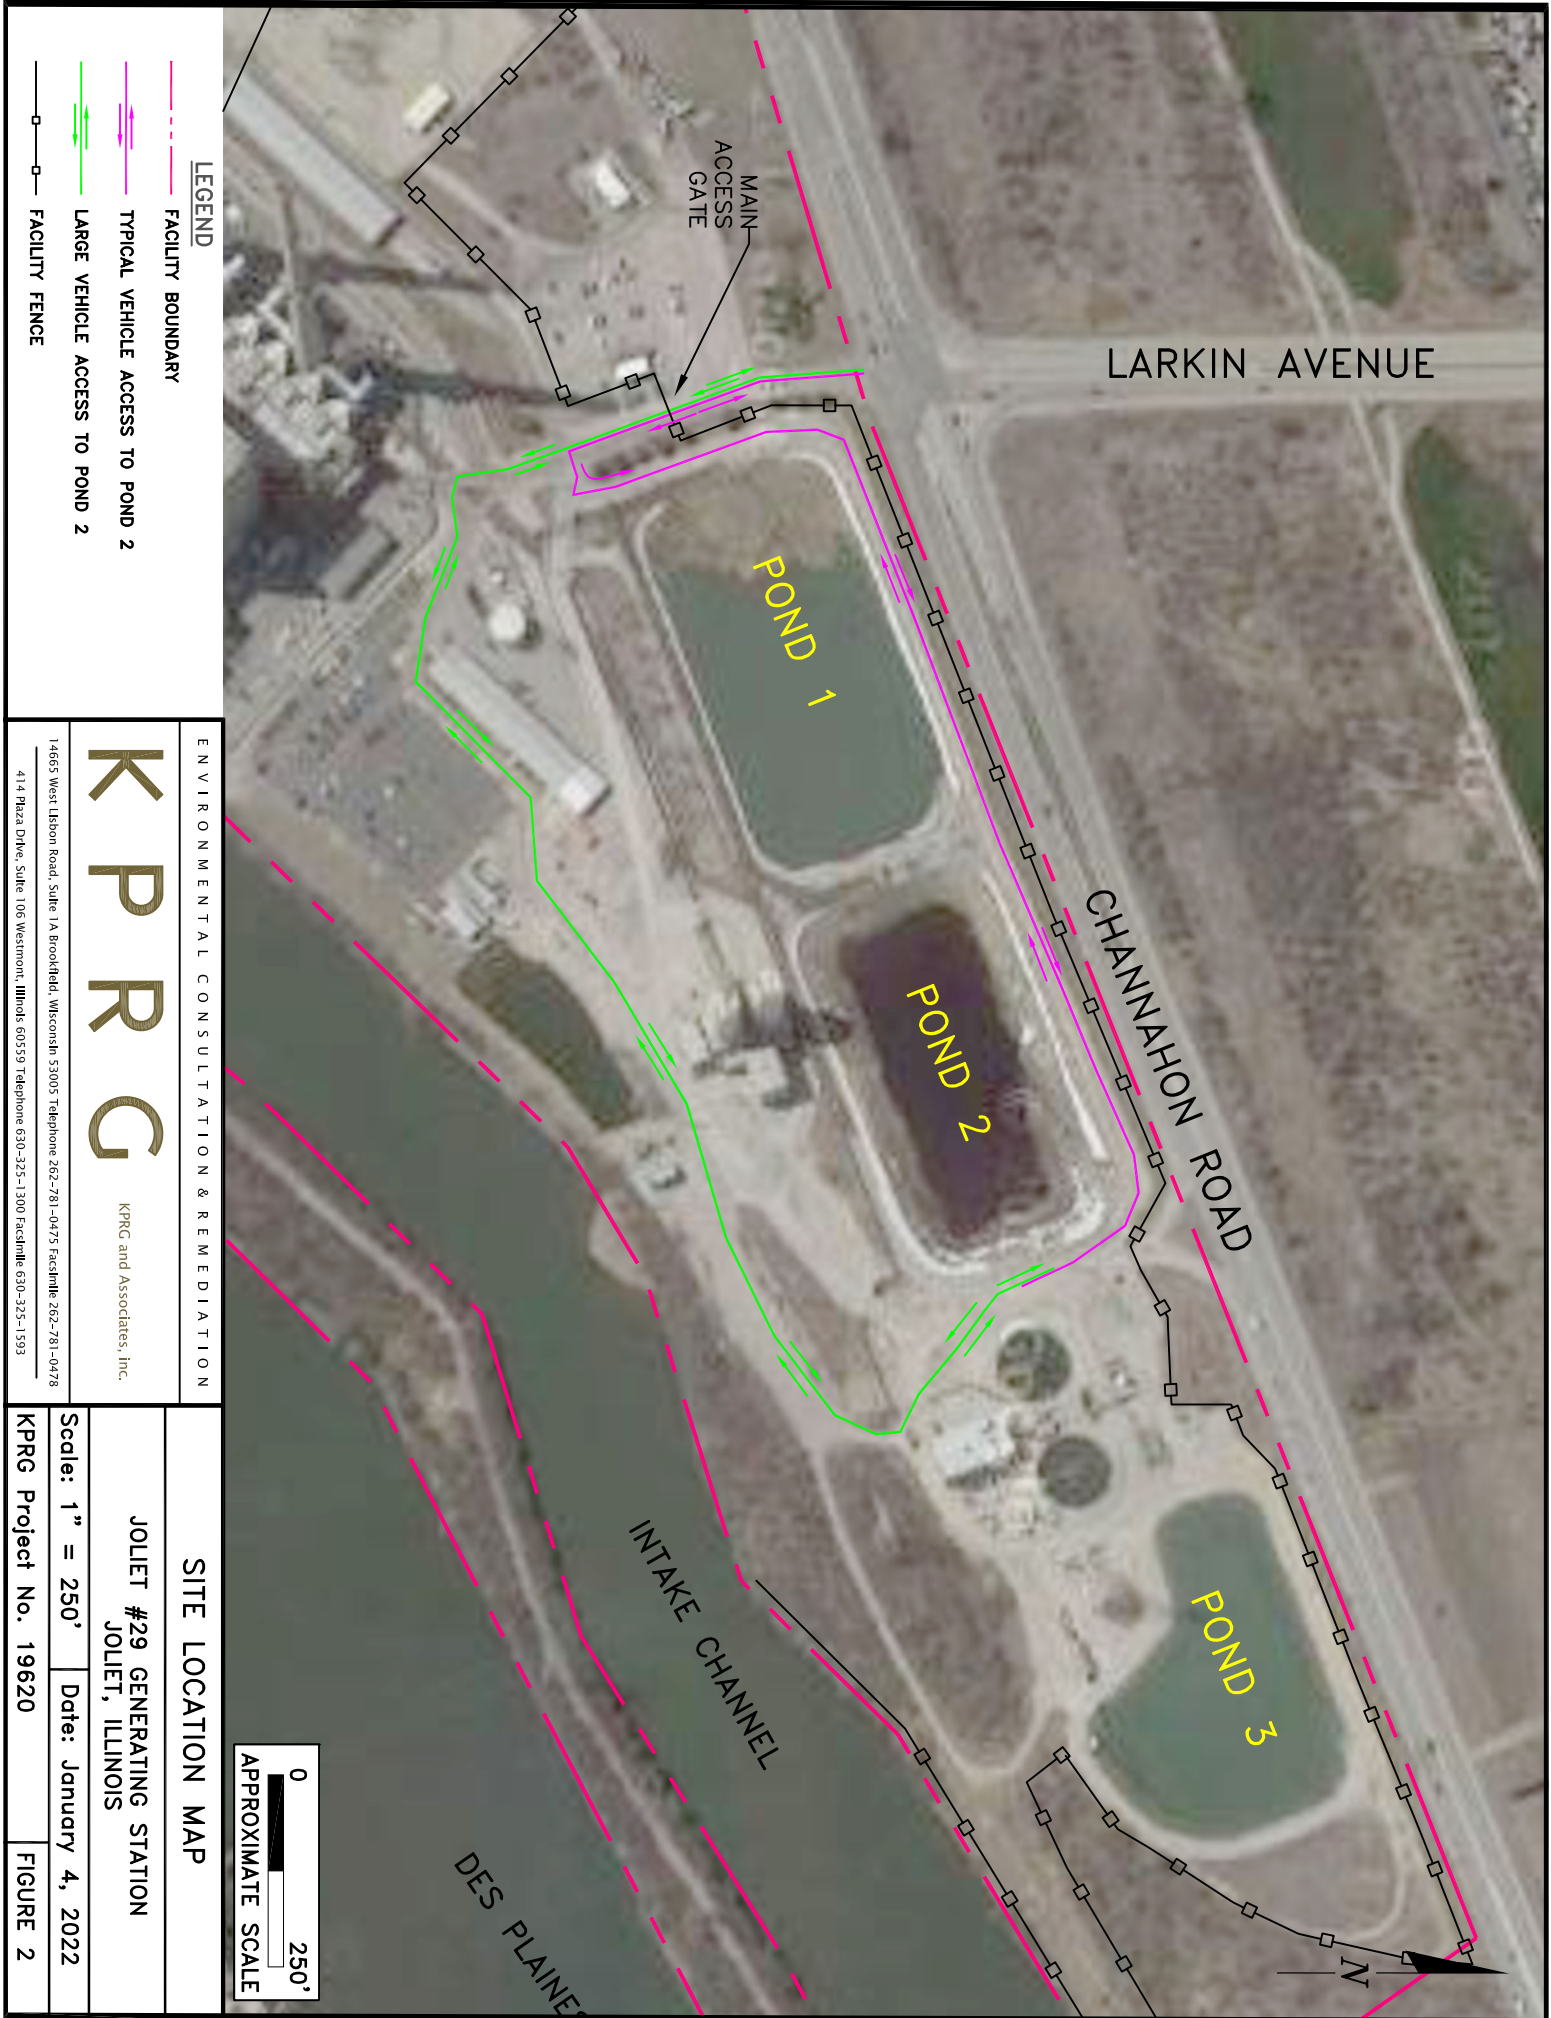 LARKIN AVENUE
CHANNAHON ROAD
MAIN
ACCESS
GATE
POND 1
POND 2
POND 3
INTAKE CHANNEL
DES PLAINES
N
0 250'
APPROXIMATE SCALE
LEGEND
FACILITY BOUNDARY
TYPICAL VEHICLE ACCESS TO POND 2
LARGE VEHICLE ACCESS TO POND 2
FACILITY FENCE
ENVIRONMENTAL CONSULTATION & REMEDIATION
KPRG
KPRG and Associates, inc.
14665 West Lisbon Road, Suite 1A Brookfield, Wisconsin 53005 Telephone 262-781-0475 Facsimile 262-781-0478
414 Plaza Drive, Suite 106 Westmont, Illinois 60559 Telephone 630-325-1300 Facsimile 630-325-1593
SITE LOCATION MAP
JOLIET #29 GENERATING STATION
JOLIET, ILLINOIS
Scale: 1" = 250' Date: January 4, 2022
KPRG Project No. 19620 FIGURE 2